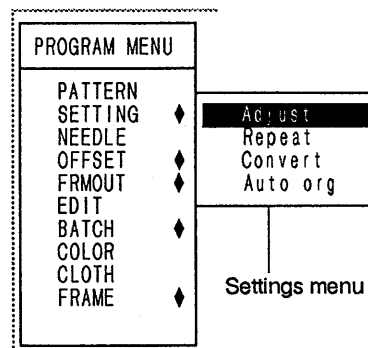 PROGRAM MENU
PATTERN
SETTING ♦
NEEDLE
OFFSET ♦
FRMOUT ♦
EDIT
BATCH ♦
COLOR
CLOTH
FRAME ♦
Adjust
Repeat
Convert
Auto org
Settings menu